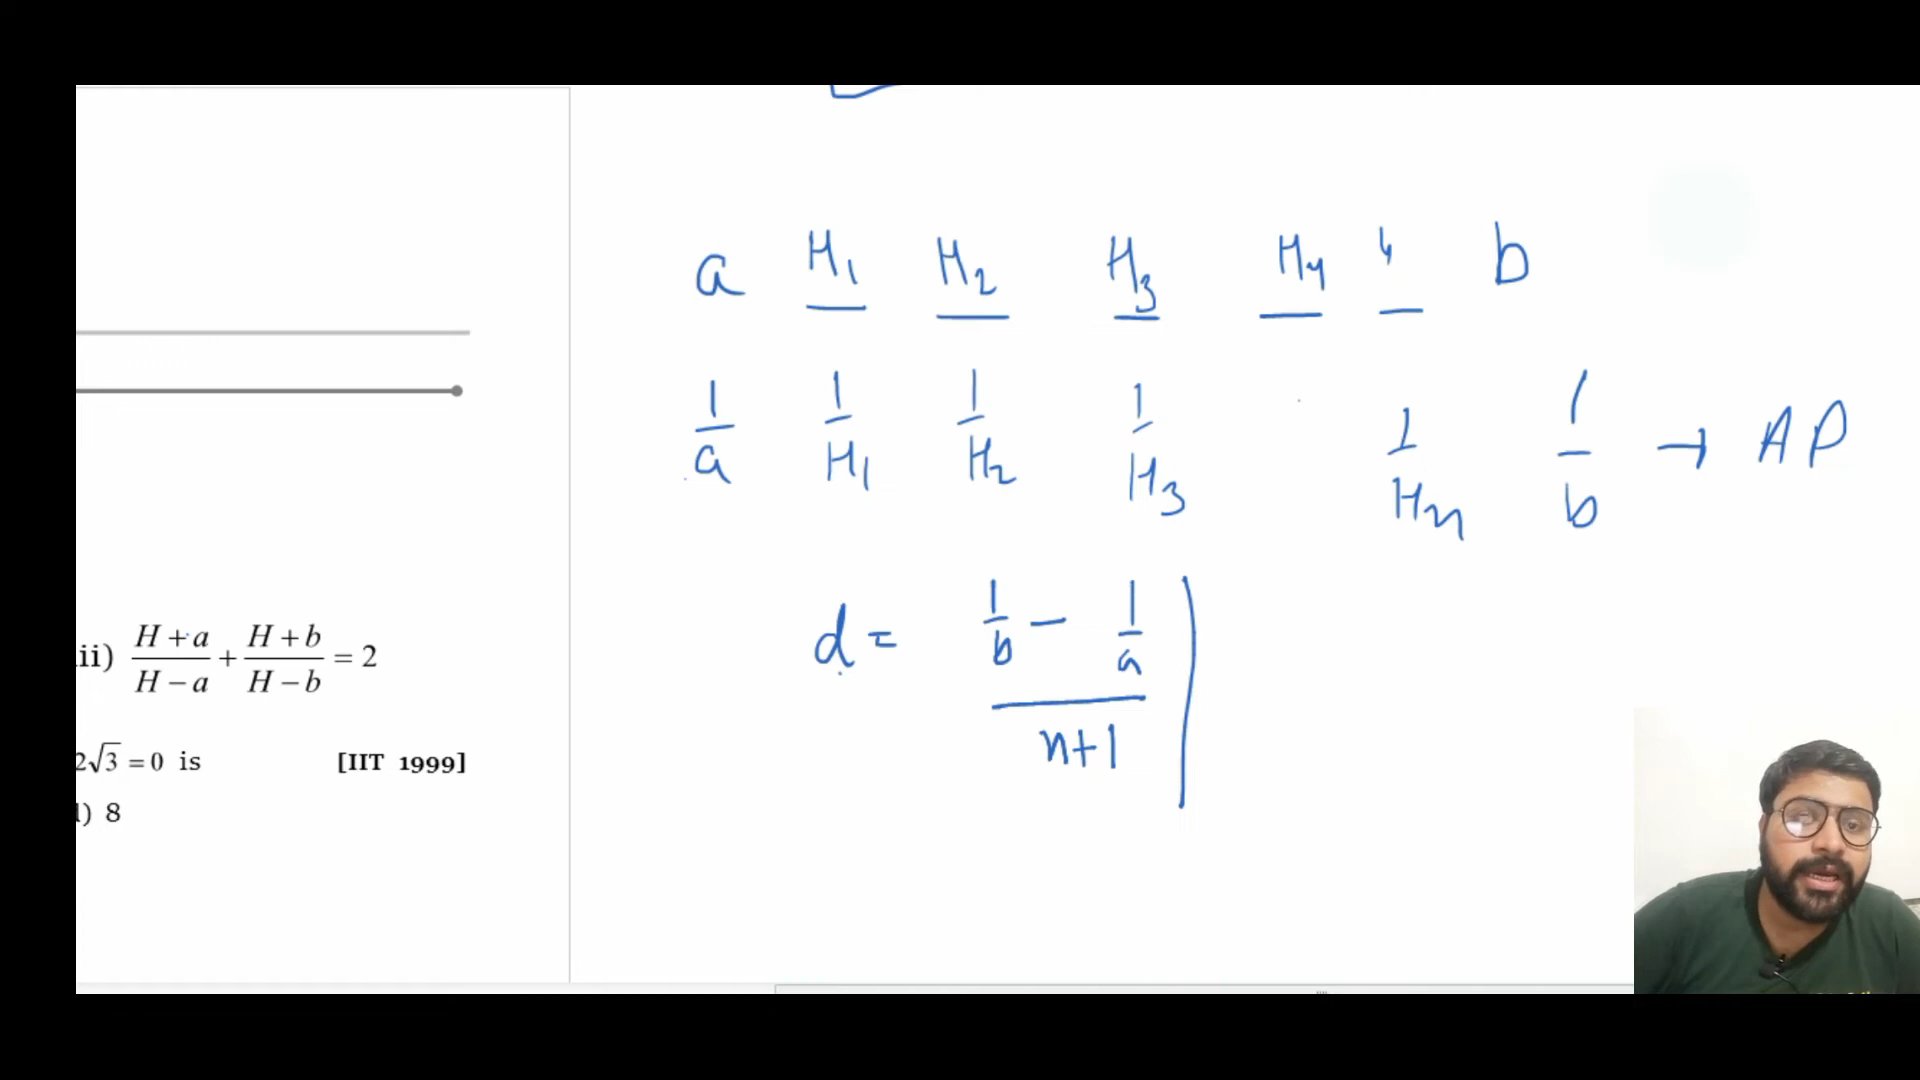 a H₁ H₂ H₃ H₄ b
1/a 1/H₁ 1/H₂ 1/H₃ 1/Hn 1/b → AP
d = (1/b - 1/a)/(n+1)
ii) (H + a)/(H − a) + (H + b)/(H − b) = 2
2√3 = 0 is [IIT 1999]
) 8